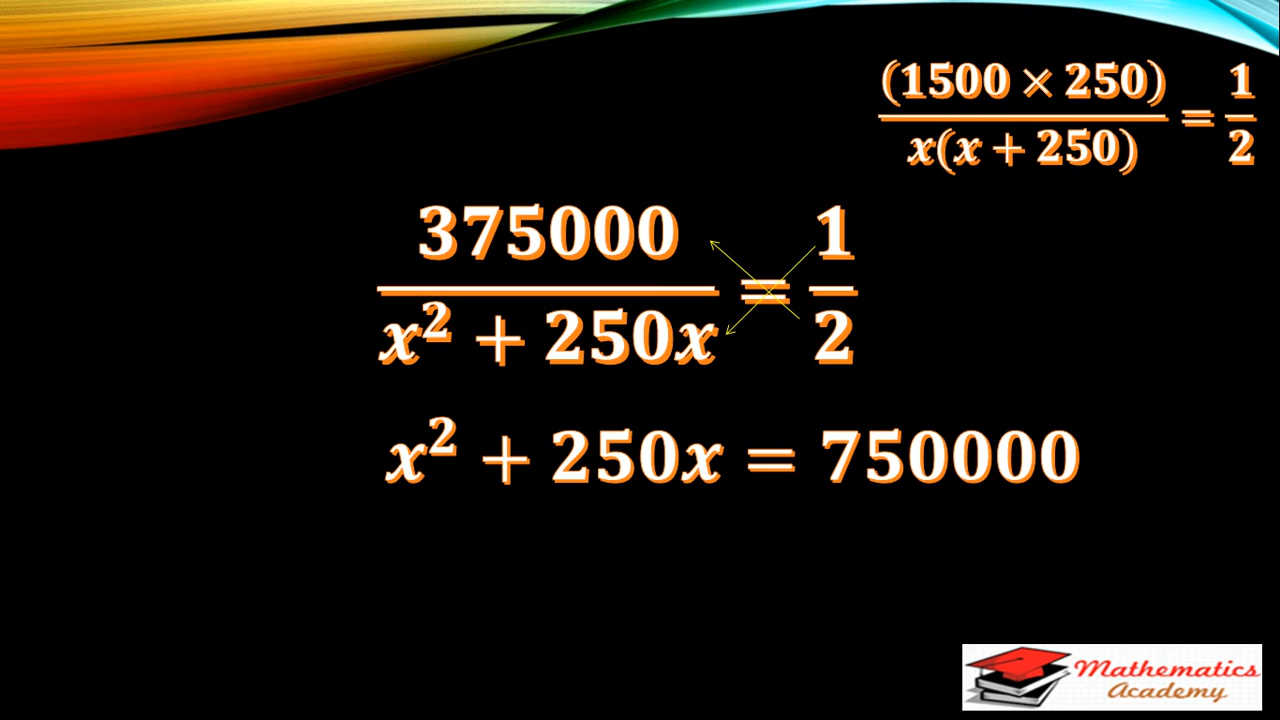 (1500 × 250) / x(x + 250) = 1/2
375000 / x² + 250x = 1/2
x² + 250x = 750000
Mathematics
Academy